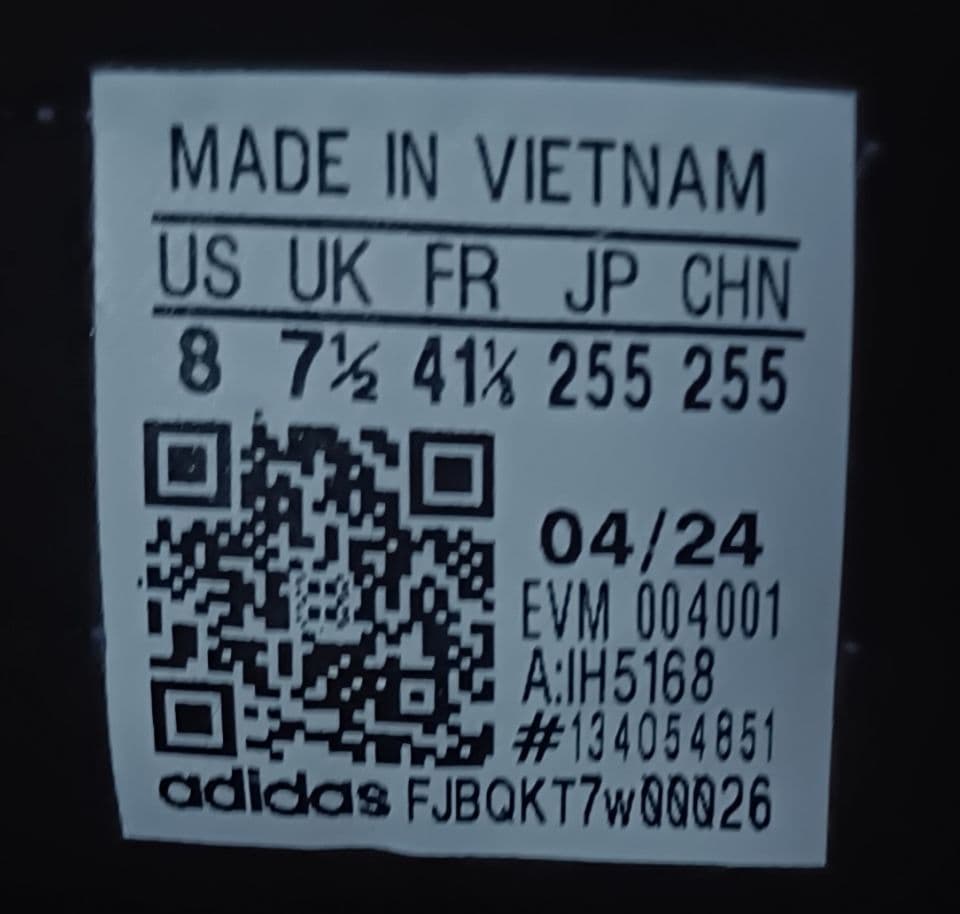 MADE IN VIETNAM
US UK FR JP CHN
8 7½ 41⅓ 255 255
04/24
EVM 004001
A:IH5168
#134054851
adidas FJBQKT7w00026